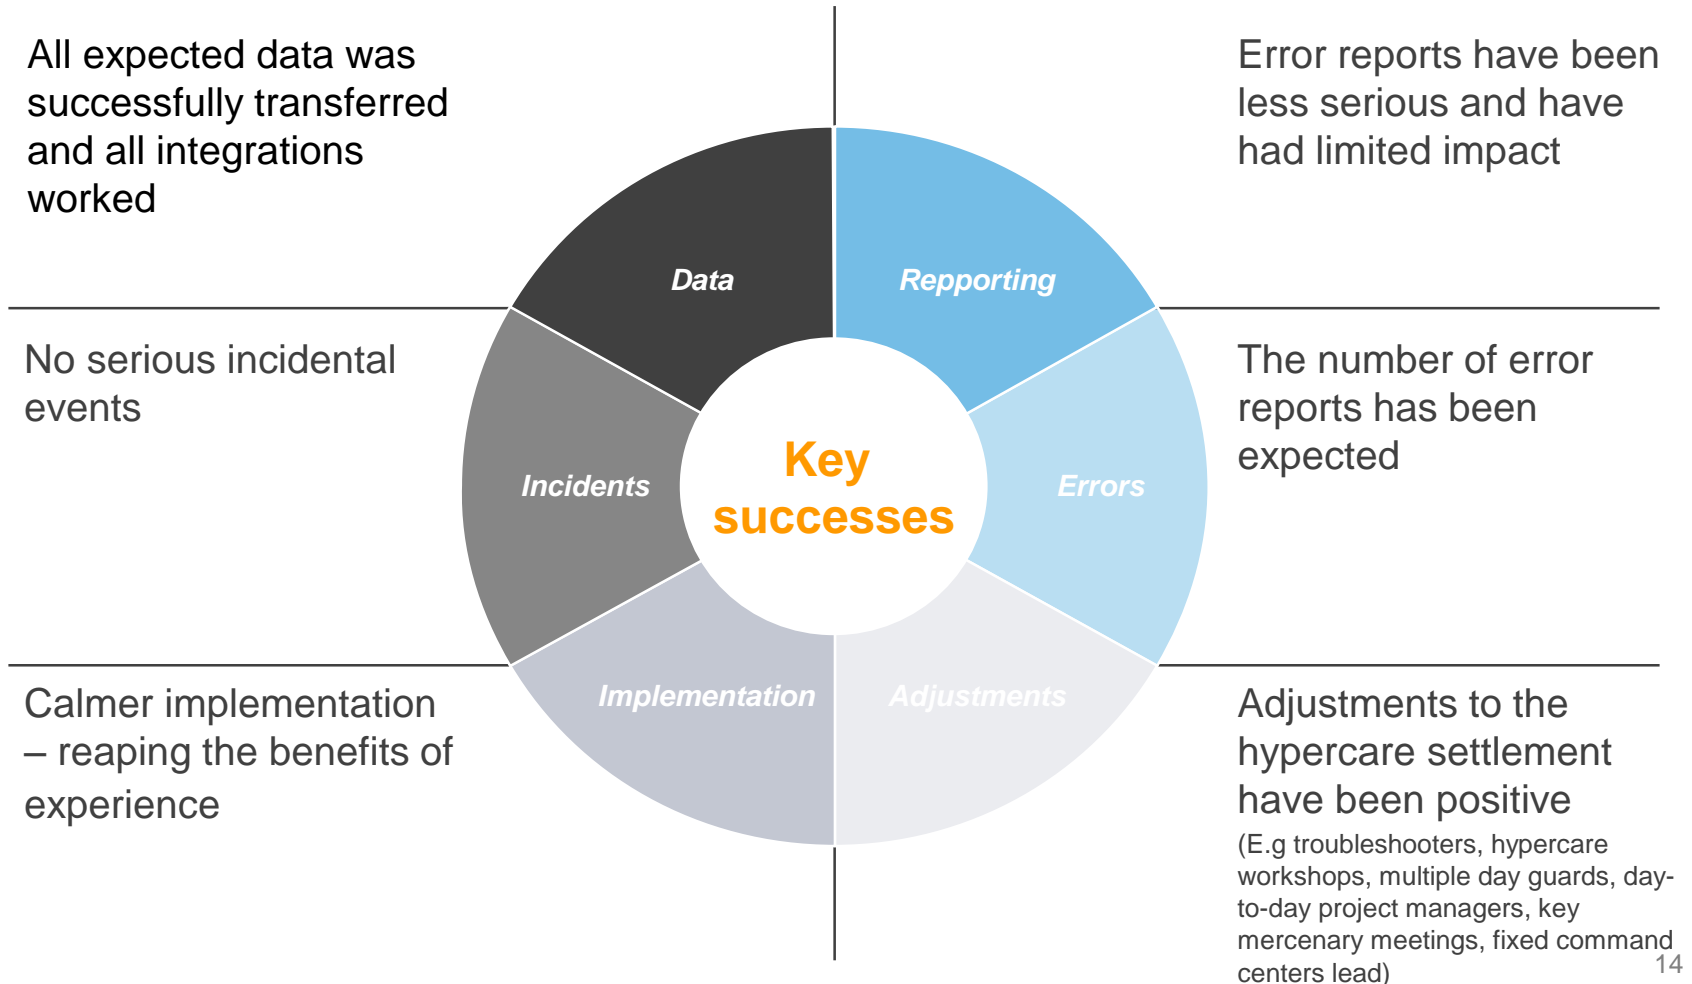 All expected data was
successfully transferred
and all integrations
worked
Error reports have been
less serious and have
had limited impact
Data
Repporting
No serious incidental
events
The number of error
reports has been
expected
Incidents
Key
successes
Errors
Calmer implementation
– reaping the benefits of
experience
Implementation
Adjustments
Adjustments to the
hypercare settlement
have been positive
(E.g troubleshooters, hypercare
workshops, multiple day guards, day-
to-day project managers, key
mercenary meetings, fixed command
centers lead)
14